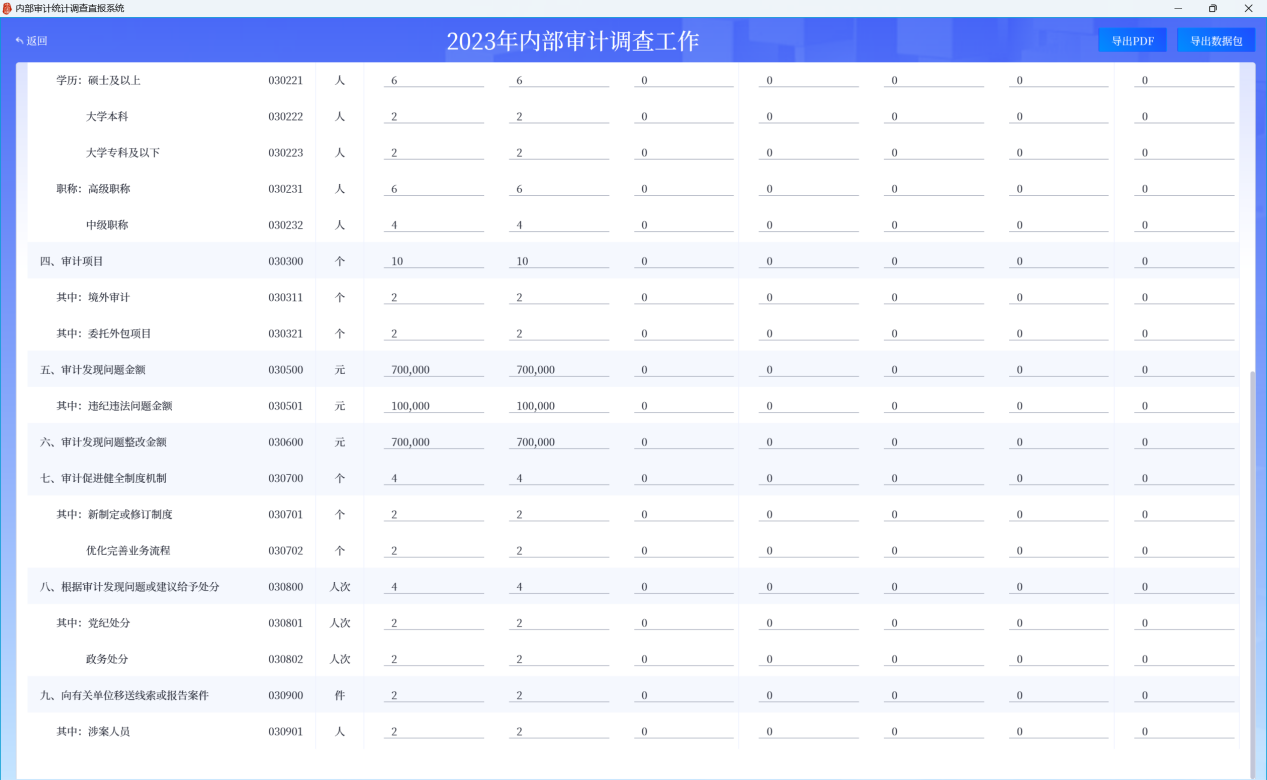 内部审计统计调查直报系统
返回
2023年内部审计调查工作
导出PDF
导出数据包
学历：硕士及以上 030221 人 6 6 0 0 0 0 0
大学本科 030222 人 2 2 0 0 0 0 0
大学专科及以下 030223 人 2 2 0 0 0 0 0
职称：高级职称 030231 人 6 6 0 0 0 0 0
中级职称 030232 人 4 4 0 0 0 0 0
四、审计项目 030300 个 10 10 0 0 0 0 0
其中：境外审计 030311 个 2 2 0 0 0 0 0
其中：委托外包项目 030321 个 2 2 0 0 0 0 0
五、审计发现问题金额 030500 元 700,000 700,000 0 0 0 0 0
其中：违纪违法问题金额 030501 元 100,000 100,000 0 0 0 0 0
六、审计发现问题整改金额 030600 元 700,000 700,000 0 0 0 0 0
七、审计促进健全制度机制 030700 个 4 4 0 0 0 0 0
其中：新制定或修订制度 030701 个 2 2 0 0 0 0 0
优化完善业务流程 030702 个 2 2 0 0 0 0 0
八、根据审计发现问题或建议给予处分 030800 人次 4 4 0 0 0 0 0
其中：党纪处分 030801 人次 2 2 0 0 0 0 0
政务处分 030802 人次 2 2 0 0 0 0 0
九、向有关单位移送线索或报告案件 030900 件 2 2 0 0 0 0 0
其中：涉案人员 030901 人 2 2 0 0 0 0 0